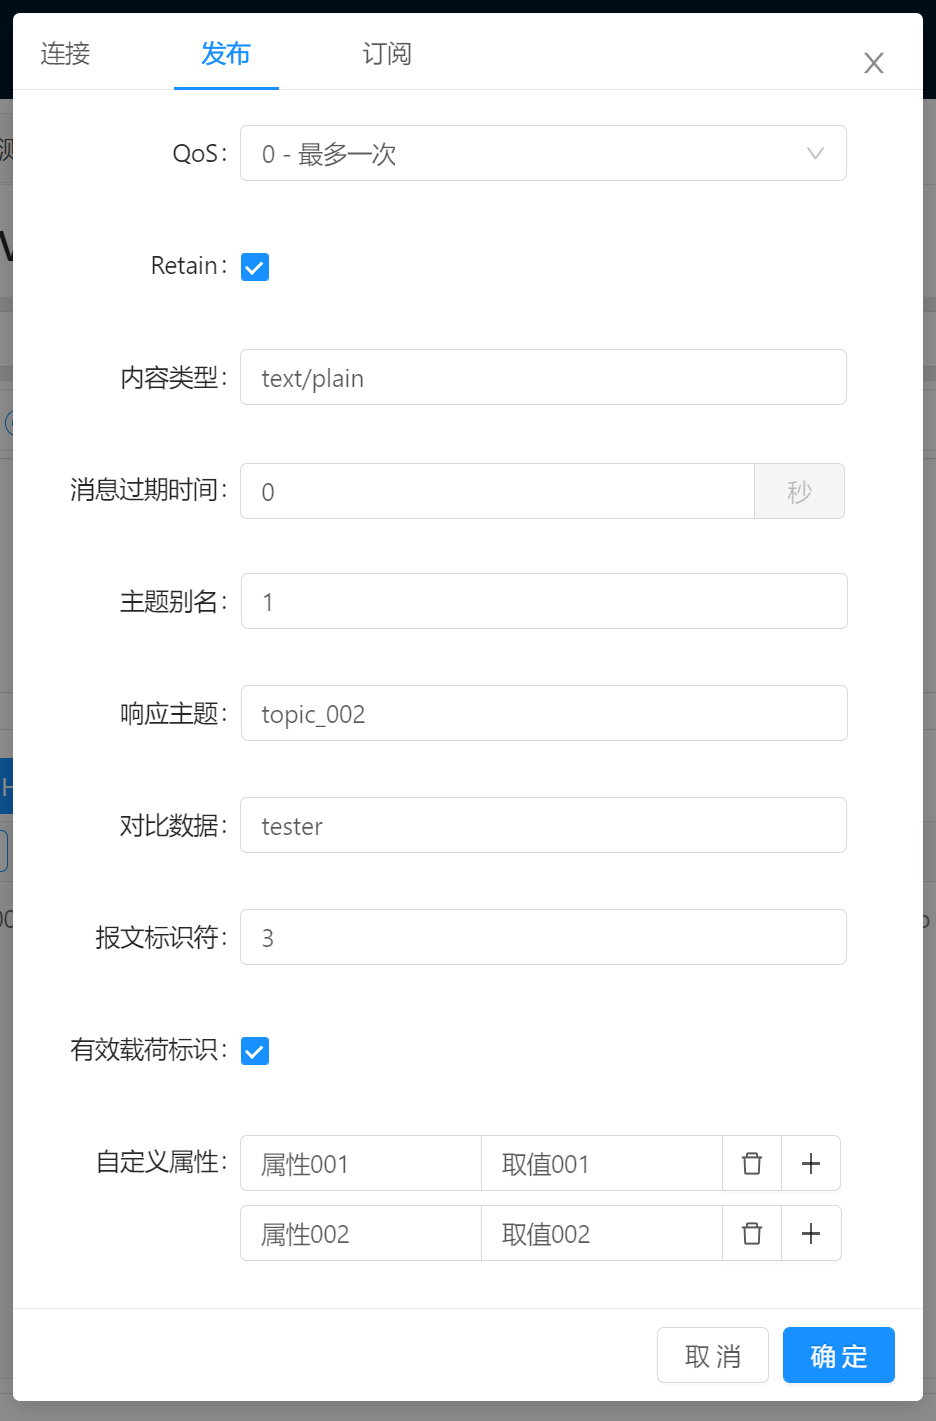 连接 发布 订阅
QoS: 0 - 最多一次
Retain:
内容类型: text/plain
消息过期时间: 0 秒
主题别名: 1
响应主题: topic_002
对比数据: tester
报文标识符: 3
有效载荷标识:
自定义属性: 属性001 取值001
属性002 取值002
取消 确定